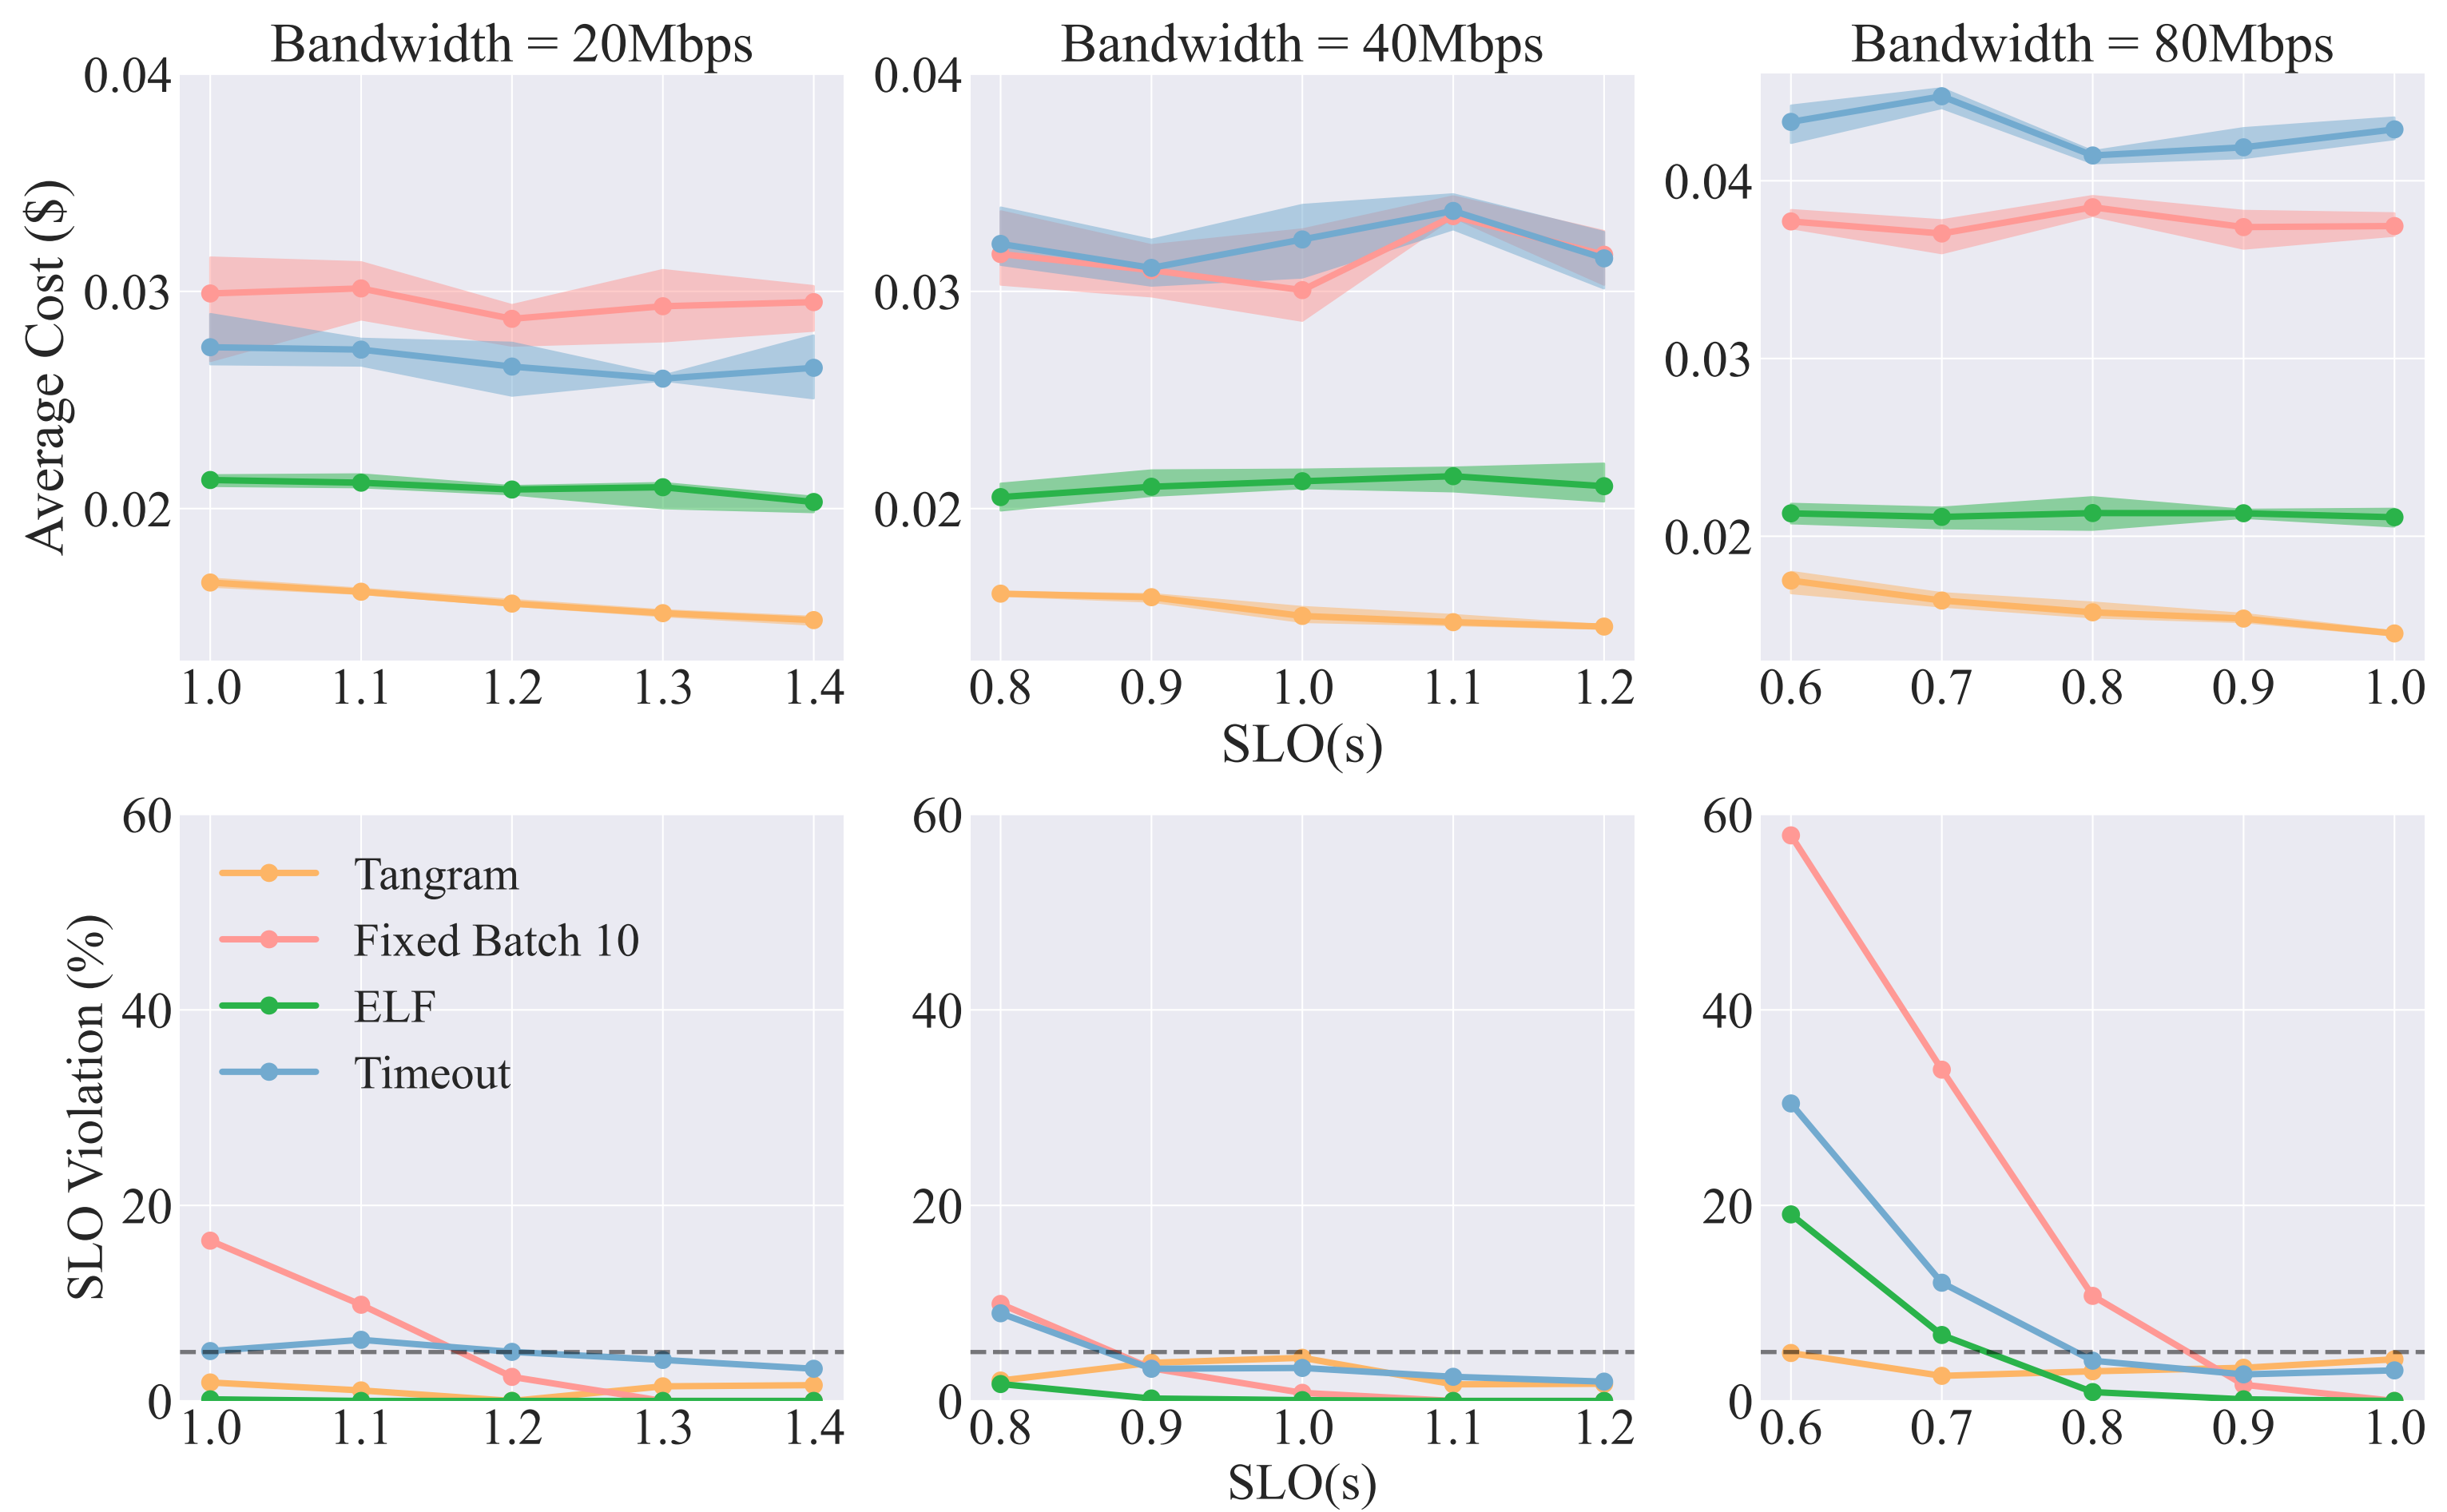 Bandwidth = 20Mbps
Bandwidth = 40Mbps
Bandwidth = 80Mbps
Average Cost ($)
0.04
0.03
0.02
1.0 1.1 1.2 1.3 1.4
0.04
0.03
0.02
0.8 0.9 1.0 1.1 1.2
0.04
0.03
0.02
0.6 0.7 0.8 0.9 1.0
SLO(s)
SLO Violation (%)
60
40
20
0
Tangram
Fixed Batch 10
ELF
Timeout
1.0 1.1 1.2 1.3 1.4
60
40
20
0
0.8 0.9 1.0 1.1 1.2
60
40
20
0
0.6 0.7 0.8 0.9 1.0
SLO(s)